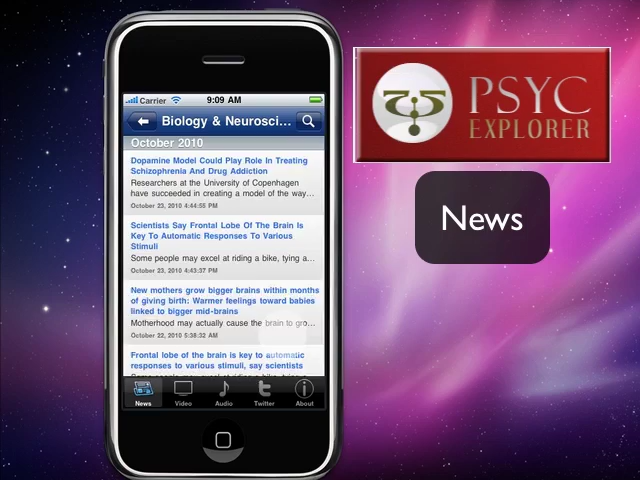 Carrier 9:09 AM
Biology & Neurosci...
October 2010
Dopamine Model Could Play Role In Treating
Schizophrenia And Drug Addiction
Researchers at the University of Copenhagen
have succeeded in creating a model of the way...
October 23, 2010 4:44:55 PM
Scientists Say Frontal Lobe Of The Brain Is
Key To Automatic Responses To Various
Stimuli
Some people may excel at riding a bike, tying a...
October 23, 2010 4:43:37 PM
New mothers grow bigger brains within months
of giving birth: Warmer feelings toward babies
linked to bigger mid-brains
Motherhood may actually cause the brain to gro...
October 22, 2010 5:38:32 AM
Frontal lobe of the brain is key to automatic
responses to various stimuli, say scientists
News Video Audio Twitter About
PSYC
EXPLORER
News